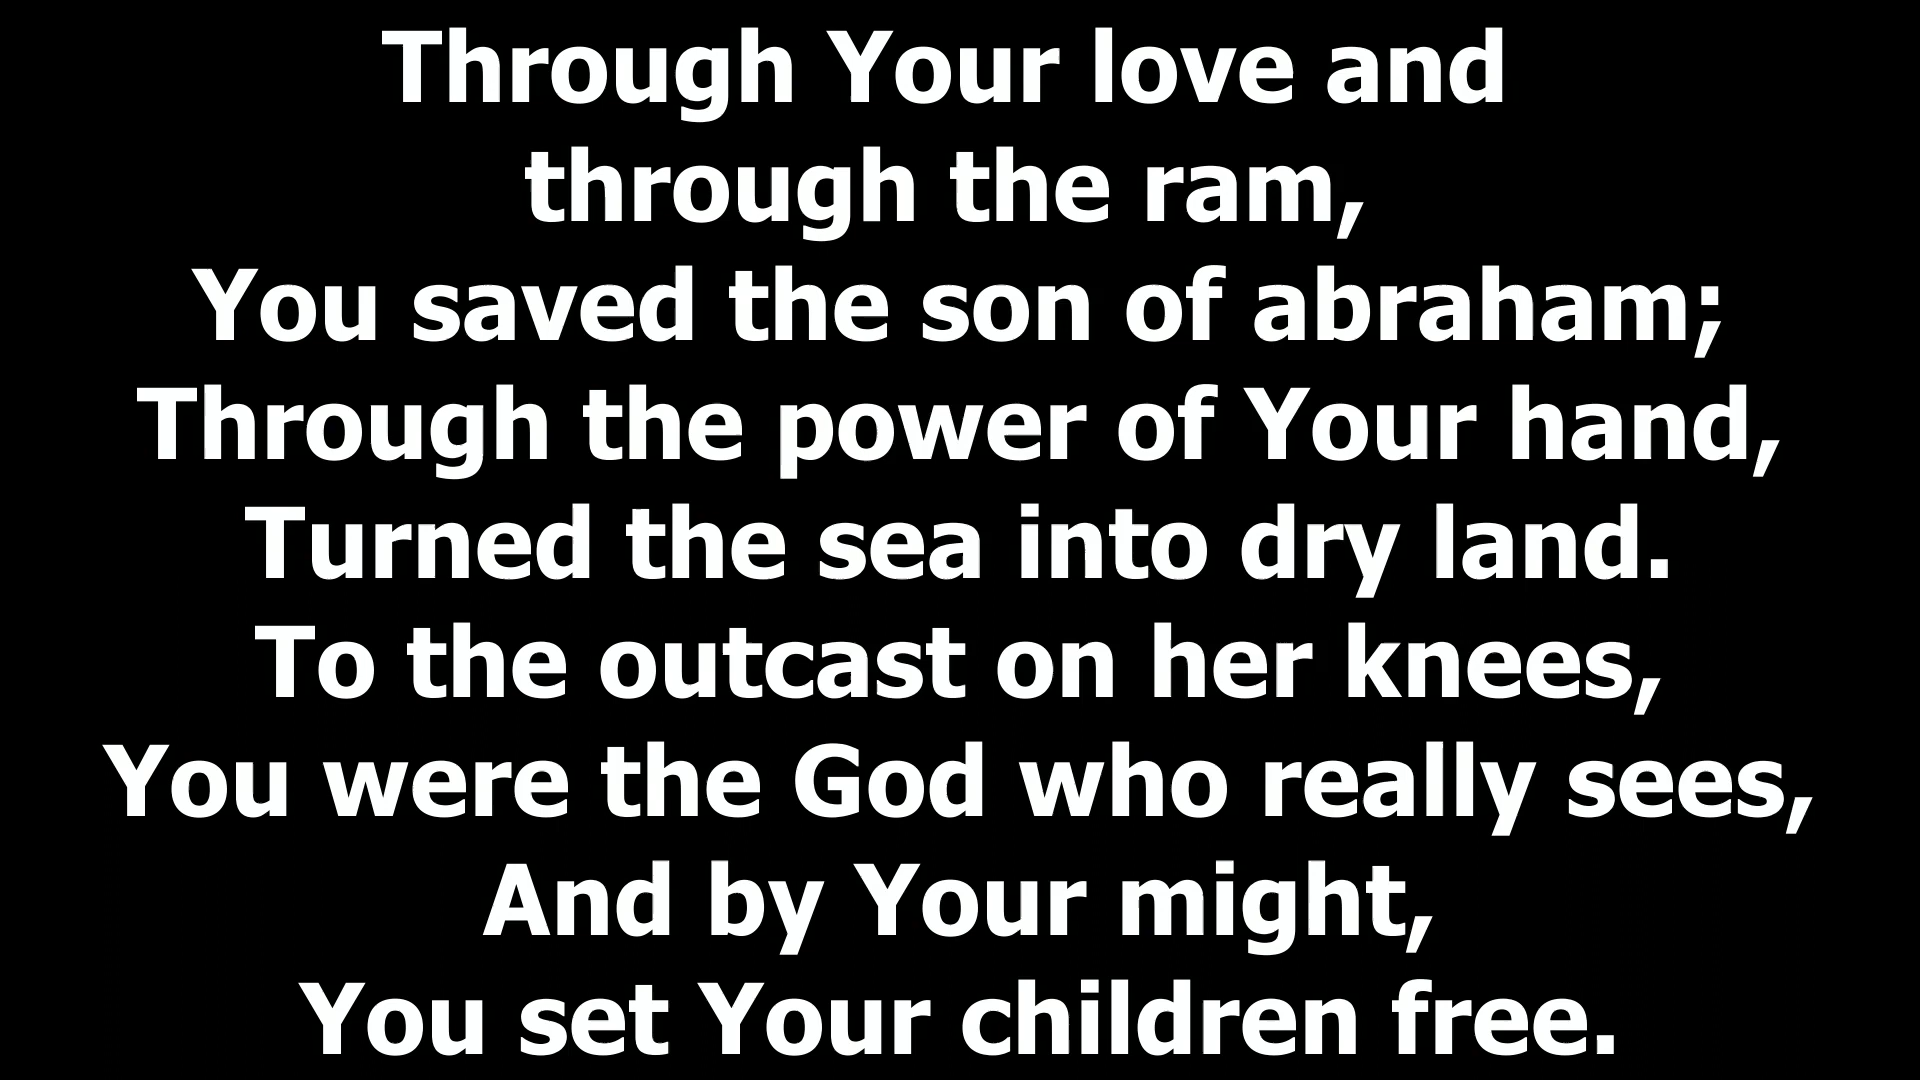 Through Your love and
through the ram,
You saved the son of abraham;
Through the power of Your hand,
Turned the sea into dry land.
To the outcast on her knees,
You were the God who really sees,
And by Your might,
You set Your children free.